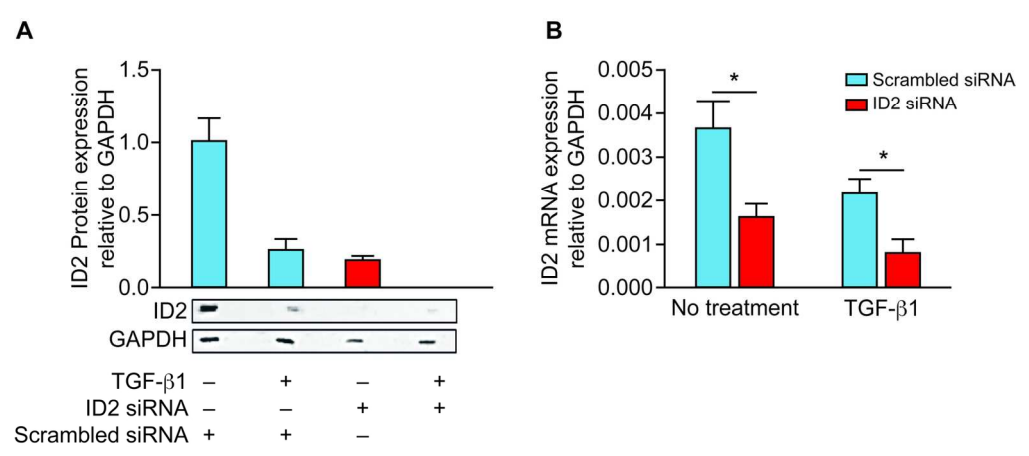 A
ID2 Protein expression
relative to GAPDH
1.5
1.0
0.5
0.0
ID2
GAPDH
TGF-β1 – + – +
ID2 siRNA – – + +
Scrambled siRNA + + –
B
ID2 mRNA expression
relative to GAPDH
0.005
0.004
0.003
0.002
0.001
0.000
*
*
Scrambled siRNA
ID2 siRNA
No treatment TGF-β1